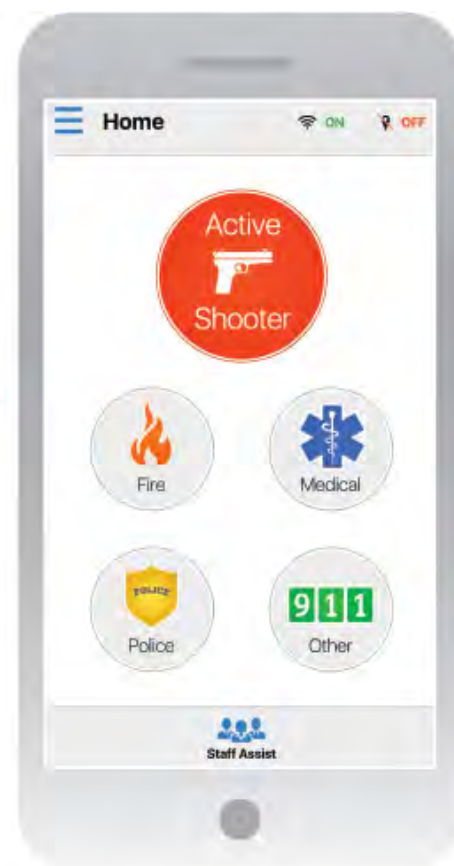 Home ON OFF
Active
Shooter
Fire Medical
POLICE 911
Police Other
Staff Assist